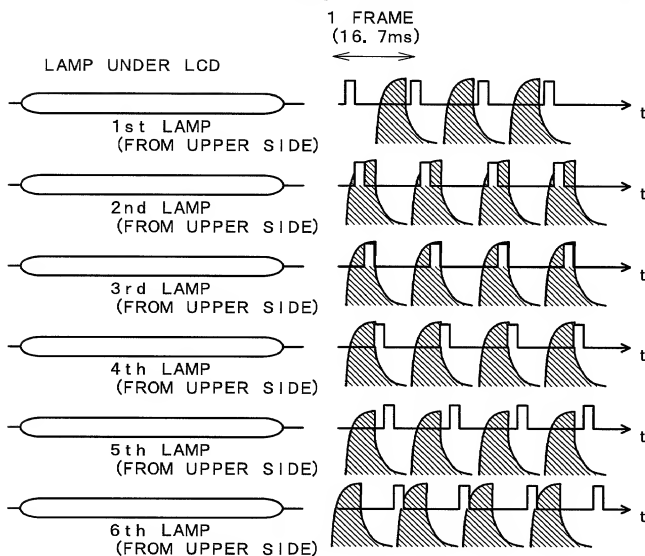 1 FRAME
(16. 7ms)
LAMP UNDER LCD
t
1st LAMP
(FROM UPPER SIDE)
t
2nd LAMP
(FROM UPPER SIDE)
t
3rd LAMP
(FROM UPPER SIDE)
t
4th LAMP
(FROM UPPER SIDE)
t
5th LAMP
(FROM UPPER SIDE)
t
6th LAMP
(FROM UPPER SIDE)